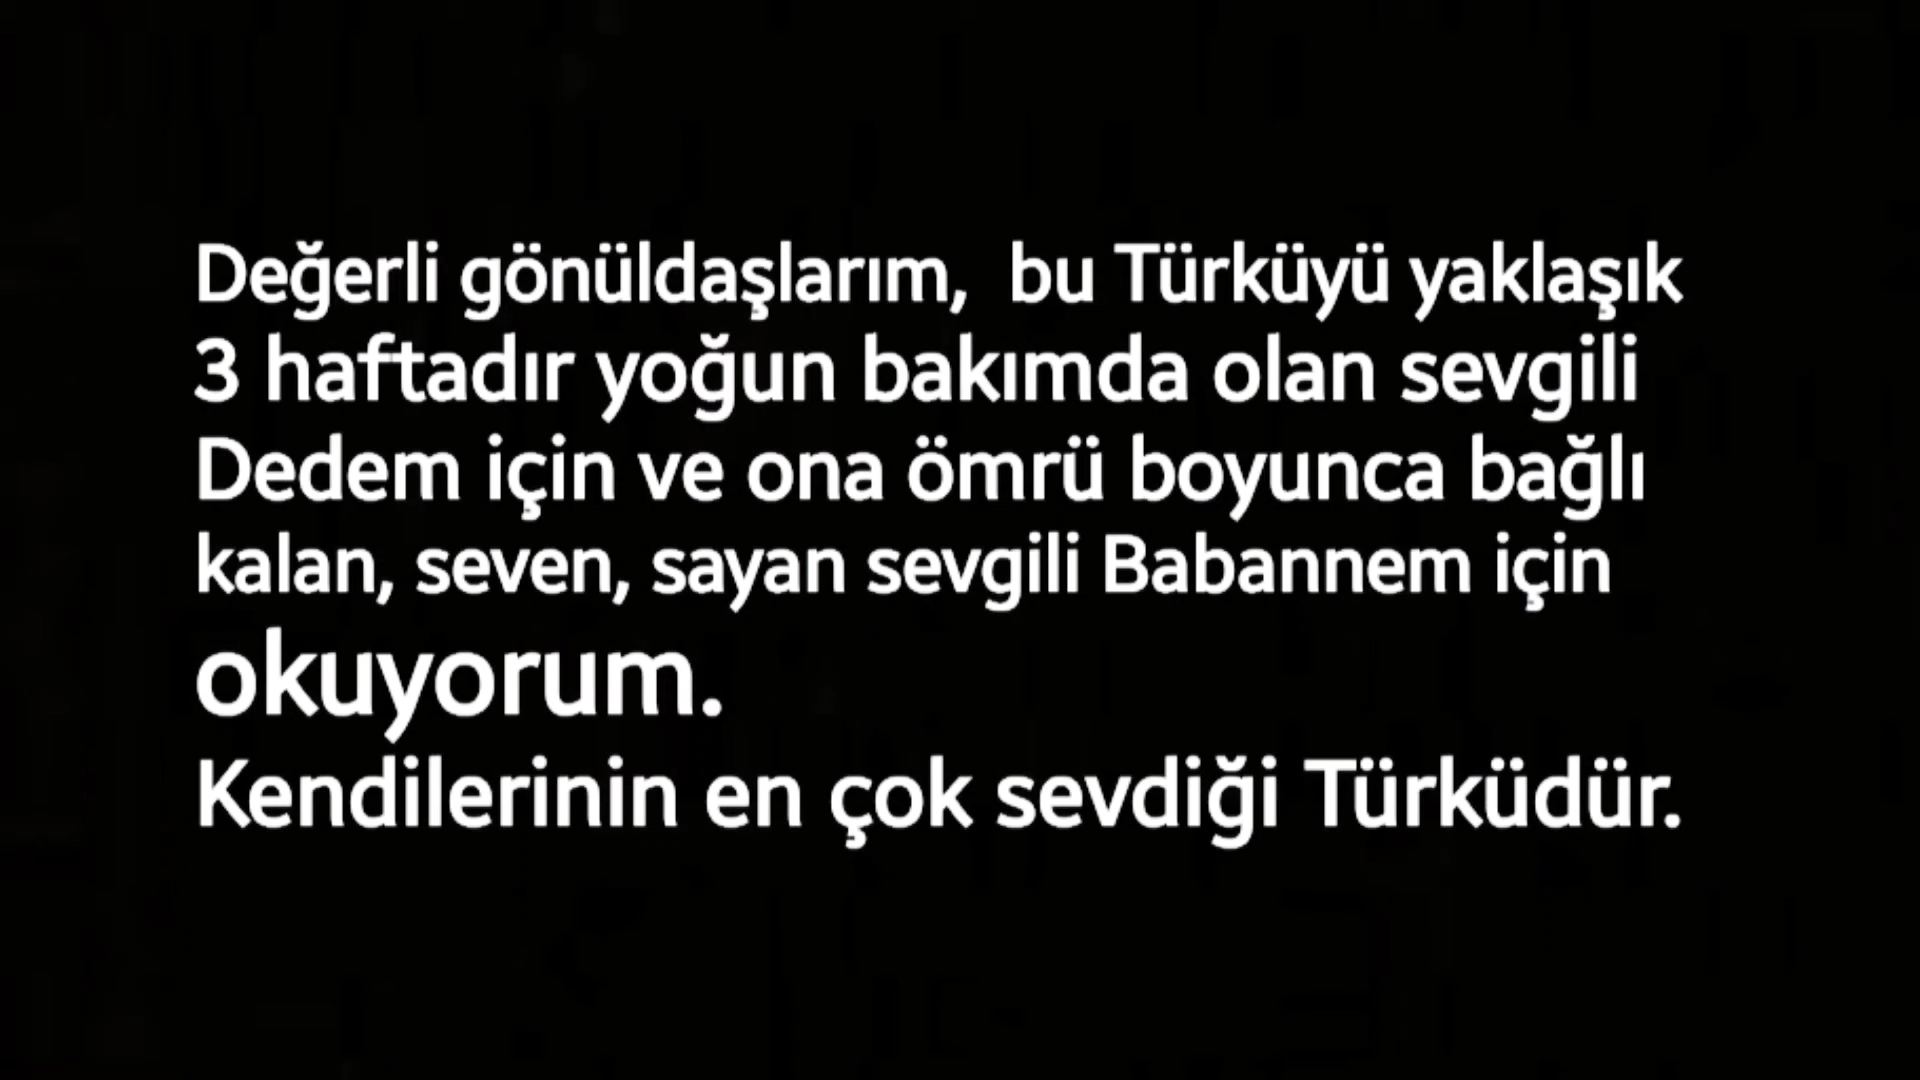 Değerli gönüldaşlarım,  bu Türküyü yaklaşık
3 haftadır yoğun bakımda olan sevgili
Dedem için ve ona ömrü boyunca bağlı
kalan, seven, sayan sevgili Babannem için
okuyorum.
Kendilerinin en çok sevdiği Türküdür.